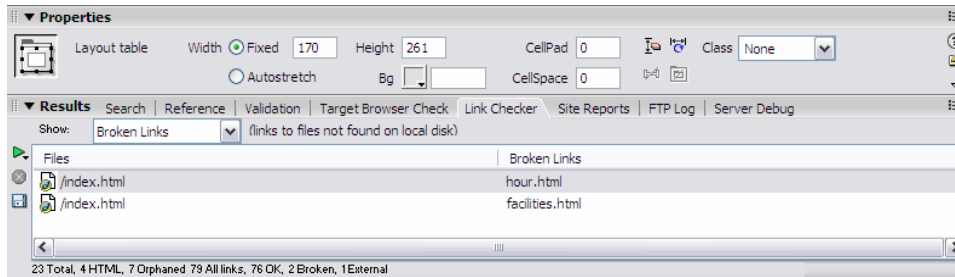 Properties
Layout table Width Fixed 170 Height 261 CellPad 0 Class None
Autostretch Bg CellSpace 0
Results Search Reference Validation Target Browser Check Link Checker Site Reports FTP Log Server Debug
Show: Broken Links (links to files not found on local disk)
Files Broken Links
/index.html hour.html
/index.html facilities.html
23 Total, 4 HTML, 7 Orphaned 79 All links, 76 OK, 2 Broken, 1 External